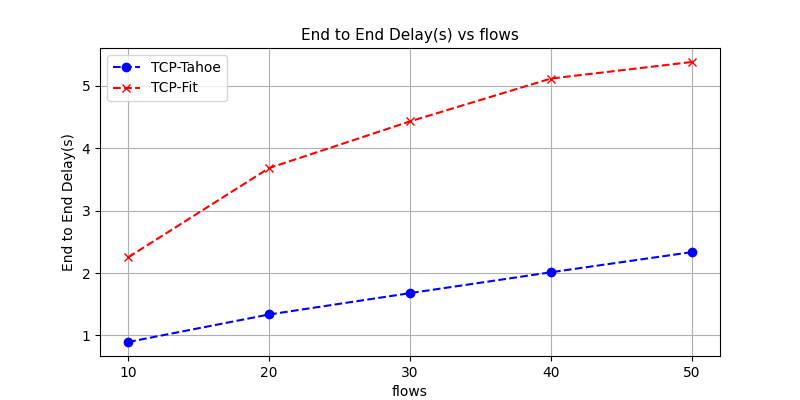 End to End Delay(s) vs flows
TCP-Tahoe
TCP-Fit
End to End Delay(s)
5
4
3
2
1
10 20 30 40 50
flows